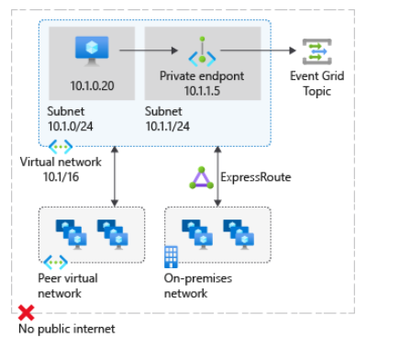 10.1.0.20
Private endpont
10.1.1.5
Event Grid
Topic
Subnet
10.1.0/24
Subnet
10.1.1/24
Virtual network
10.1/16
ExpressRoute
Peer virtual
network
On-premises
network
No public internet